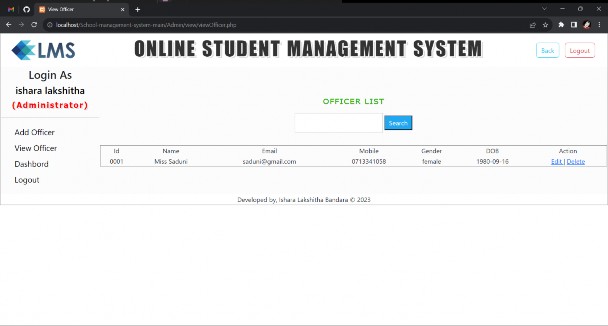 View Officer
localhost/School-management-system-main/Admin/view/viewOfficer.php
LMS
ONLINE STUDENT MANAGEMENT SYSTEM
Back
Logout
Login As
ishara lakshitha
(Administrator)
Add Officer
View Officer
Dashbord
Logout
OFFICER LIST
Search
Id Name Email Mobile Gender DOB Action
0001 Miss Saduni saduni@gmail.com 0713341058 female 1980-09-16 Edit | Delete
Developed by, Ishara Lakshitha Bandara © 2023